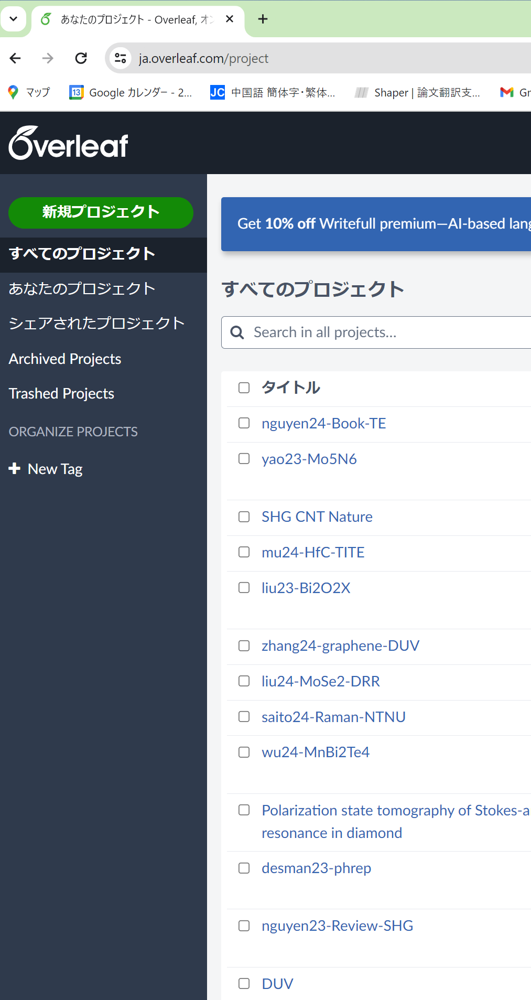 あなたのプロジェクト - Overleaf, オン
ja.overleaf.com/project
マップ
13
Google カレンダー - 2...
JC
中国語 簡体字・繁体...
Shaper | 論文翻訳支...
Overleaf
新規プロジェクト
Get 10% off Writefull premium—AI-based lang
すべてのプロジェクト
あなたのプロジェクト
シェアされたプロジェクト
Archived Projects
Trashed Projects
ORGANIZE PROJECTS
New Tag
すべてのプロジェクト
Search in all projects...
タイトル
nguyen24-Book-TE
yao23-Mo5N6
SHG CNT Nature
mu24-HfC-TITE
liu23-Bi2O2X
zhang24-graphene-DUV
liu24-MoSe2-DRR
saito24-Raman-NTNU
wu24-MnBi2Te4
Polarization state tomography of Stokes-a
resonance in diamond
desman23-phrep
nguyen23-Review-SHG
DUV